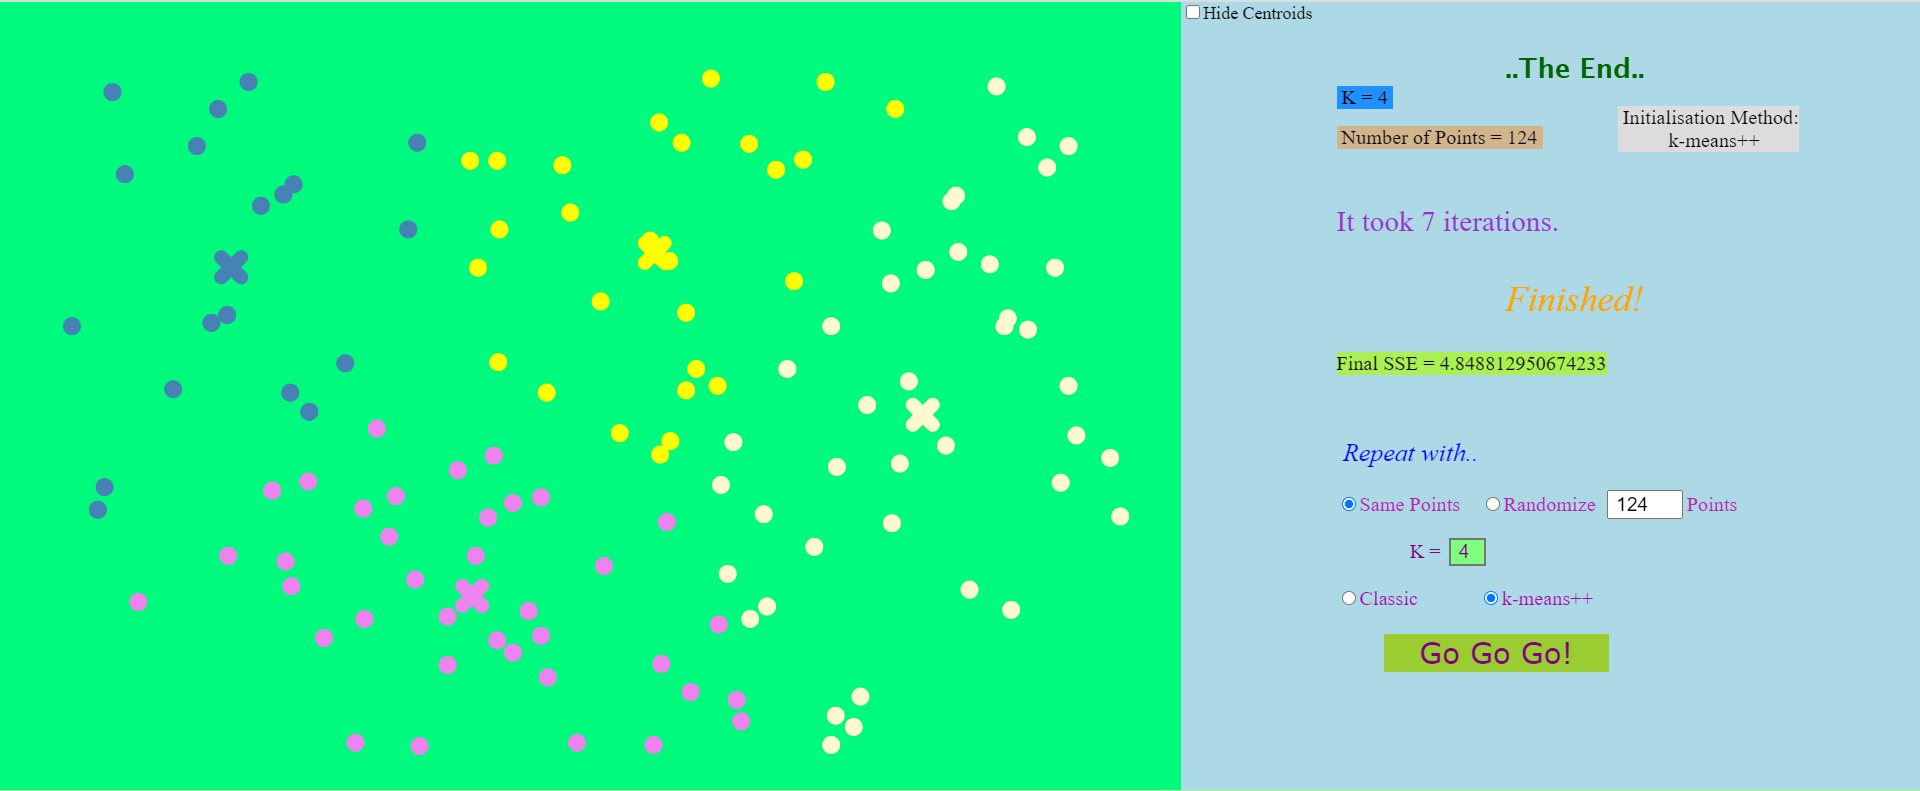 Hide Centroids
..The End..
K = 4
Number of Points = 124
Initialisation Method:
k-means++
It took 7 iterations.
Finished!
Final SSE = 4.848812950674233
Repeat with..
Same Points Randomize 124 Points
K = 4
Classic k-means++
Go Go Go!